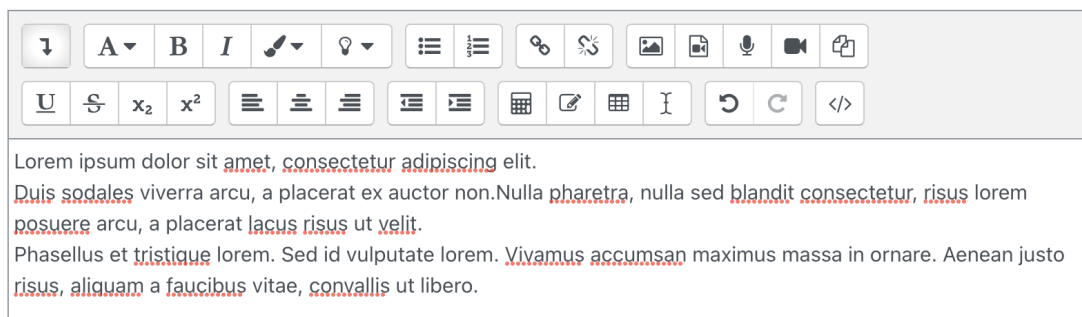 Lorem ipsum dolor sit amet, consectetur adipiscing elit.
Duis sodales viverra arcu, a placerat ex auctor non.Nulla pharetra, nulla sed blandit consectetur, risus lorem
posuere arcu, a placerat lacus risus ut velit.
Phasellus et tristique lorem. Sed id vulputate lorem. Vivamus accumsan maximus massa in ornare. Aenean justo
risus, aliquam a faucibus vitae, convallis ut libero.